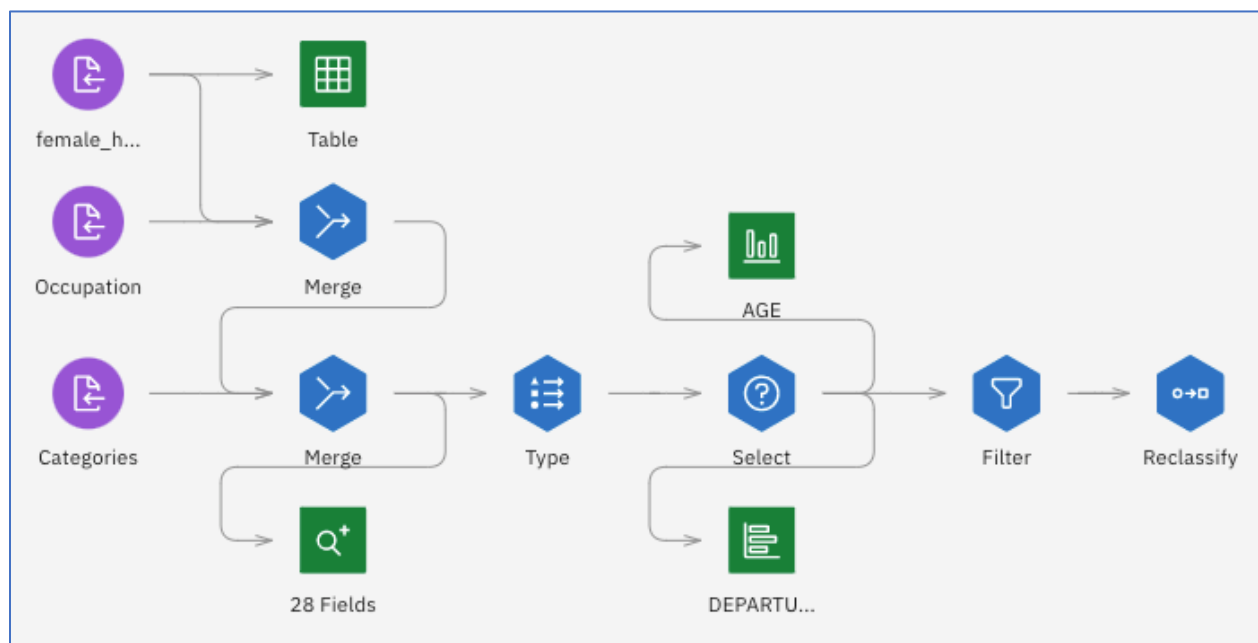 female_h...
Table
Occupation
Merge
AGE
Categories
Merge
Type
Select
Filter
Reclassify
28 Fields
DEPARTU...